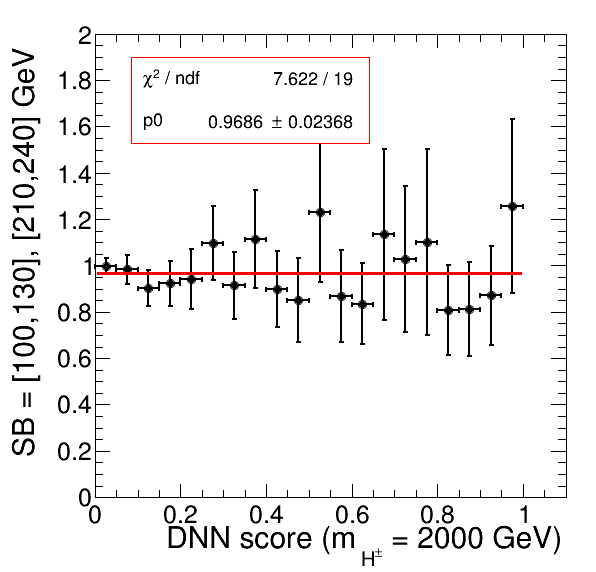 SB = [100,130], [210,240] GeV
2
1.8
1.6
1.4
1.2
1
0.8
0.6
0.4
0.2
0
χ² / ndf 7.622 / 19
p0 0.9686 ± 0.02368
0 0.2 0.4 0.6 0.8 1
DNN score (m_H± = 2000 GeV)